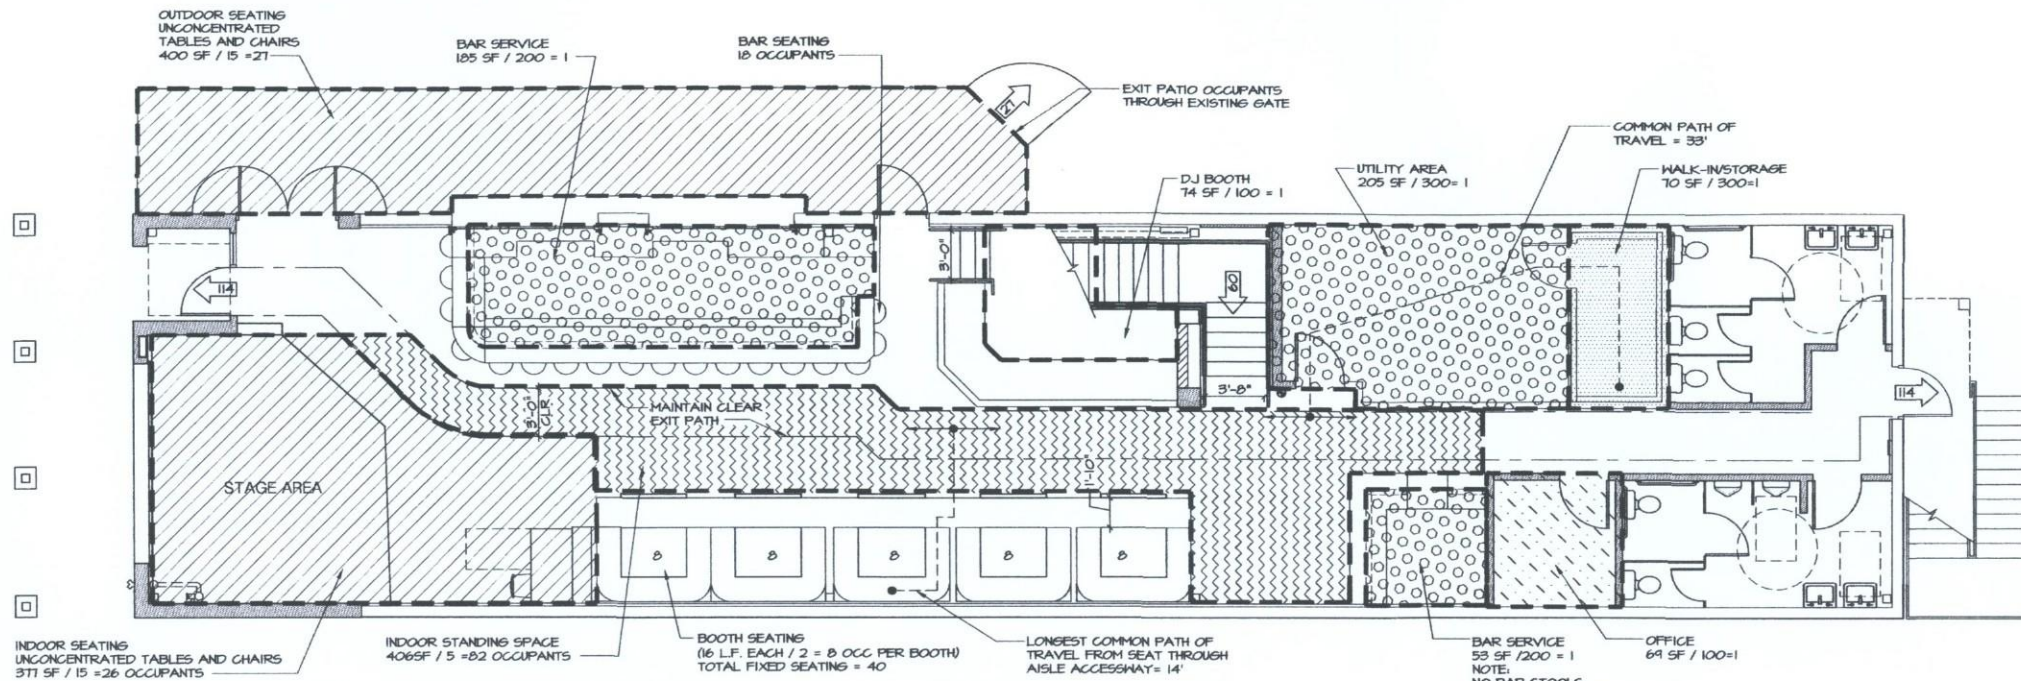 OUTDOOR SEATING
UNCONCENTRATED
TABLES AND CHAIRS
400 SF / 15 =27
BAR SERVICE
185 SF / 200 = 1
BAR SEATING
18 OCCUPANTS
EXIT PATIO OCCUPANTS
THROUGH EXISTING GATE
27
COMMON PATH OF
TRAVEL = 33'
DJ BOOTH
74 SF / 100 = 1
UTILITY AREA
205 SF / 300= 1
WALK-IN/STORAGE
70 SF / 300=1
3'-0"
114
60
3'-8"
114
MAINTAIN CLEAR
EXIT PATH
3'-0"
CLR.
1'-10"
STAGE AREA
8
8
8
8
8
INDOOR SEATING
UNCONCENTRATED TABLES AND CHAIRS
377 SF / 15 =26 OCCUPANTS
INDOOR STANDING SPACE
406SF / 5 =82 OCCUPANTS
BOOTH SEATING
(16 L.F. EACH / 2 = 8 OCC PER BOOTH)
TOTAL FIXED SEATING = 40
LONGEST COMMON PATH OF
TRAVEL FROM SEAT THROUGH
AISLE ACCESSWAY= 14'
BAR SERVICE
53 SF /200 = 1
NOTE:
NO BAR STOOLS
OFFICE
69 SF / 100=1